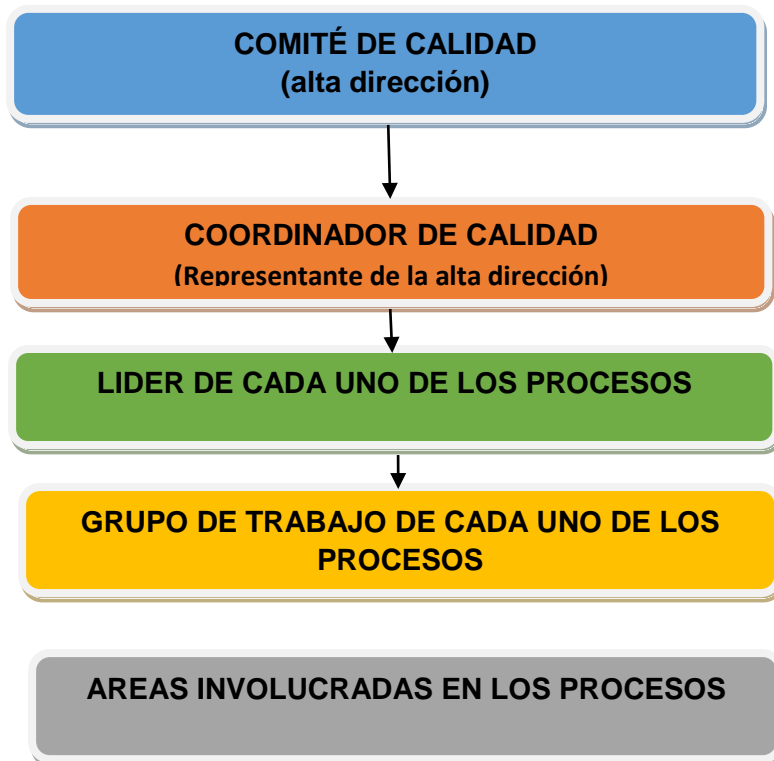 COMITÉ DE CALIDAD
(alta dirección)
COORDINADOR DE CALIDAD
(Representante de la alta dirección)
LIDER DE CADA UNO DE LOS PROCESOS
GRUPO DE TRABAJO DE CADA UNO DE LOS
PROCESOS
AREAS INVOLUCRADAS EN LOS PROCESOS